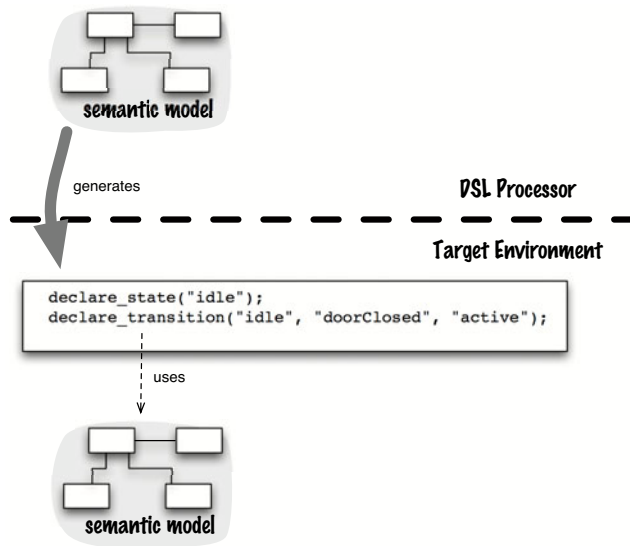 semantic model
generates
DSL Processor
Target Environment
declare_state("idle");
declare_transition("idle", "doorClosed", "active");
uses
semantic model